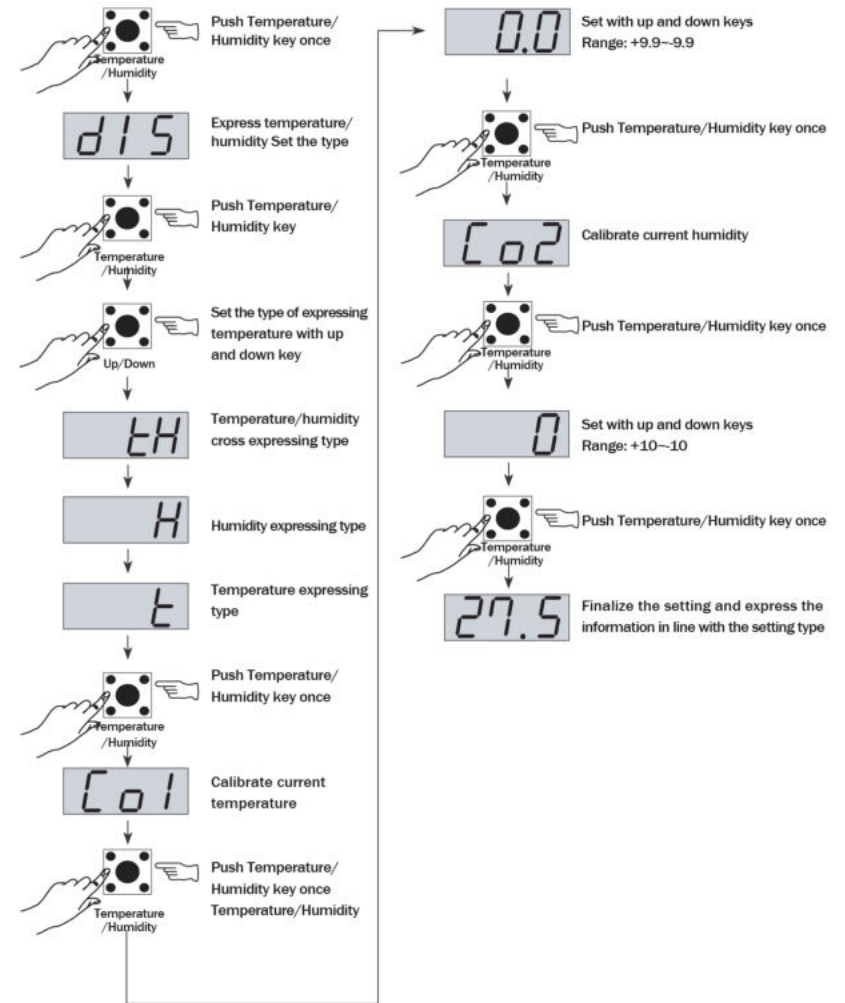 Push Temperature/
Humidity key once
Temperature
/Humidity
dIS
Express temperature/
humidity Set the type
Push Temperature/
Humidity key
Temperature
/Humidity
Set the type of expressing
temperature with up
and down key
Up/Down
tH
Temperature/humidity
cross expressing type
H
Humidity expressing type
t
Temperature expressing
type
Push Temperature/
Humidity key once
Temperature
/Humidity
Co1
Calibrate current
temperature
Push Temperature/
Humidity key once
Temperature/Humidity
Temperature
/Humidity
0.0
Set with up and down keys
Range: +9.9~-9.9
Push Temperature/Humidity key once
Temperature
/Humidity
Co2
Calibrate current humidity
Push Temperature/Humidity key once
Temperature
/Humidity
0
Set with up and down keys
Range: +10~-10
Push Temperature/Humidity key once
Temperature
/Humidity
27.5
Finalize the setting and express the
information in line with the setting type